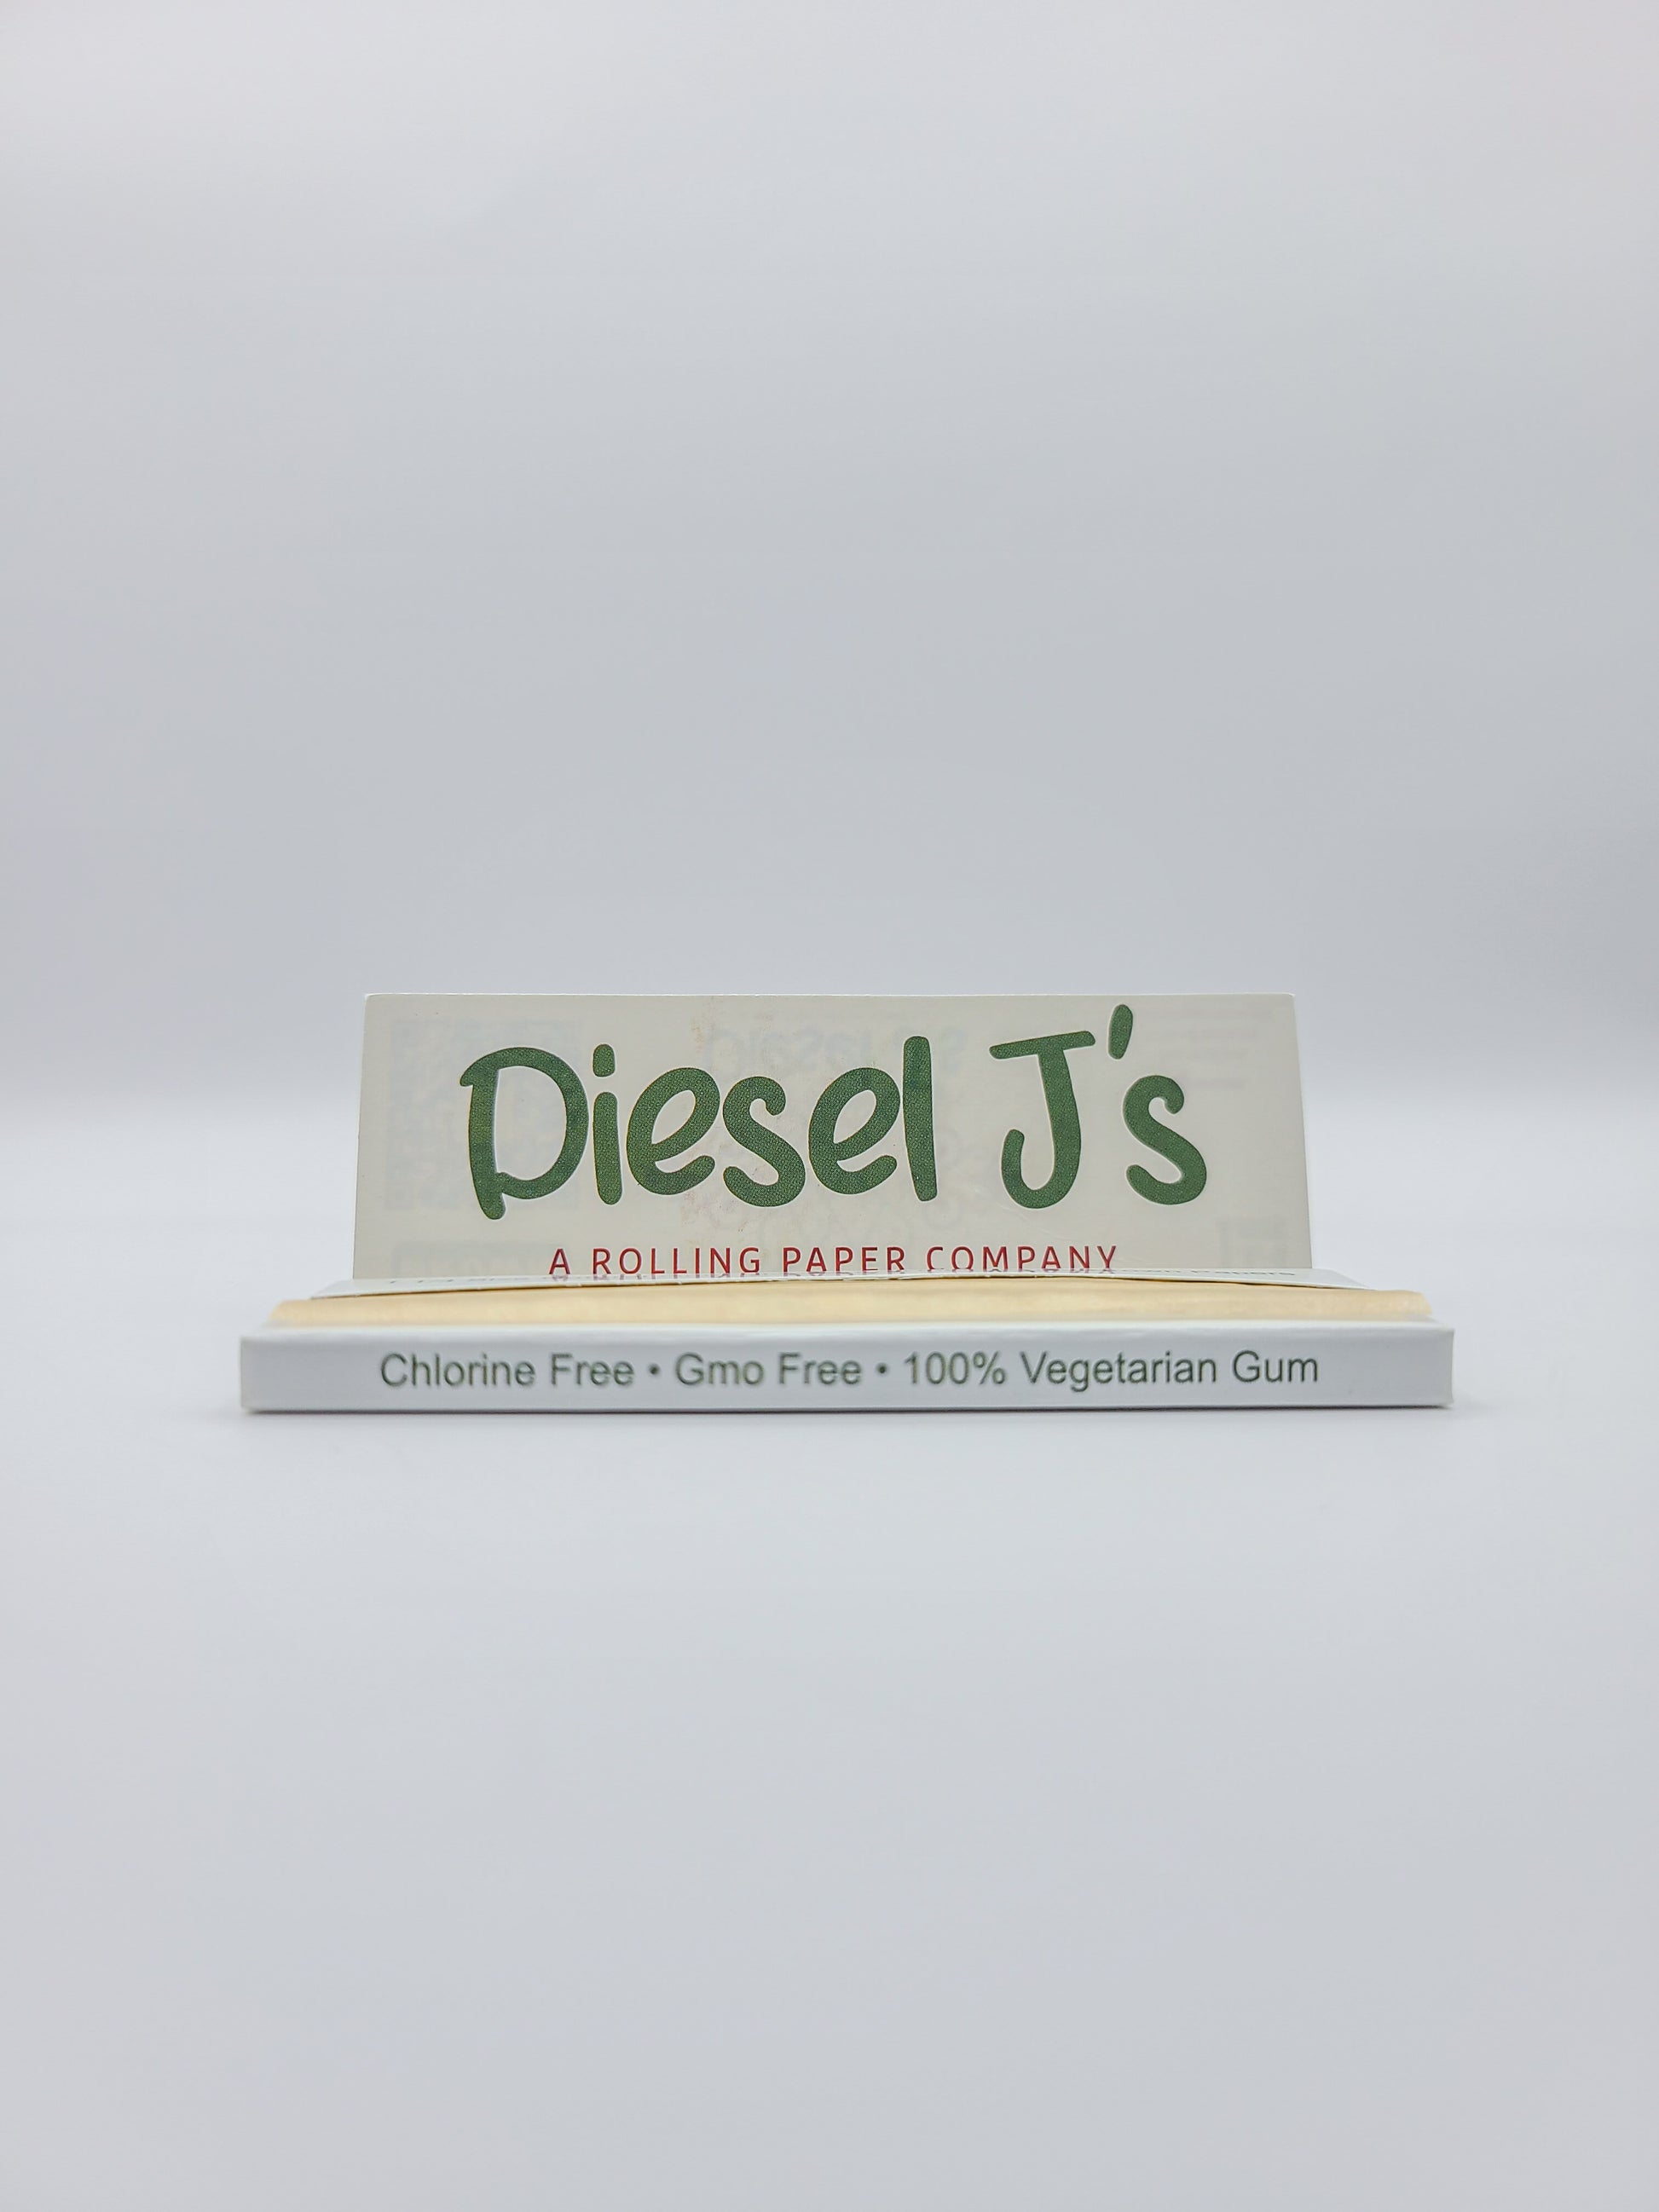 Diesel J's
A ROLLING PAPER COMPANY
Chlorine Free • Gmo Free • 100% Vegetarian Gum